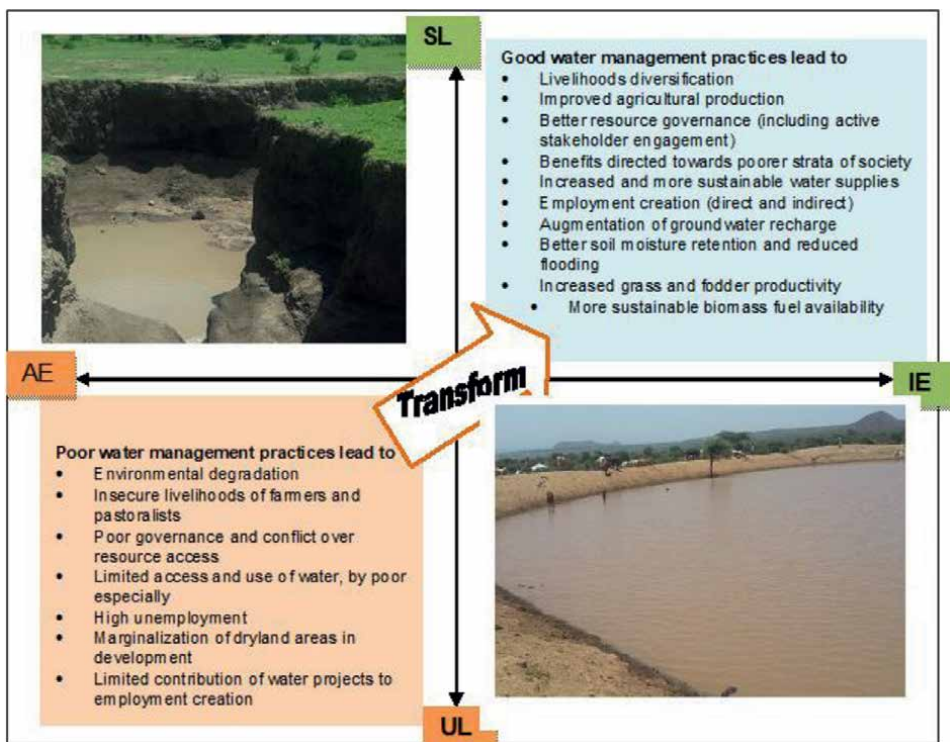 SL
Good water management practices lead to
• Livelihoods diversification
• Improved agricultural production
• Better resource governance (including active
stakeholder engagement)
• Benefits directed towards poorer strata of society
• Increased and more sustainable water supplies
• Employment creation (direct and indirect)
• Augmentation of groundwater recharge
• Better soil moisture retention and reduced
flooding
• Increased grass and fodder productivity
• More sustainable biomass fuel availability
AE
Transform
IE
Poor water management practices lead to
• Environmental degradation
• Insecure livelihoods of farmers and
pastoralists
• Poor governance and conflict over
resource access
• Limited access and use of water, by poor
especially
• High unemployment
• Marginalization of dryland areas in
development
• Limited contribution of water projects to
employment creation
UL